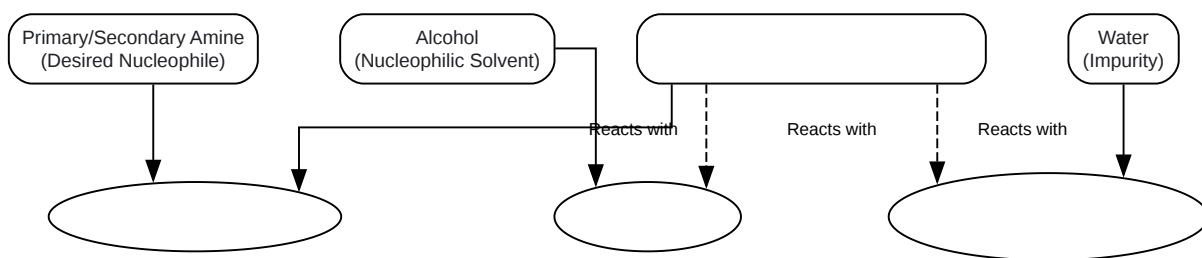 Primary/Secondary Amine
(Desired Nucleophile)
Alcohol
(Nucleophilic Solvent)
Water
(Impurity)
Reacts with
Reacts with
Reacts with